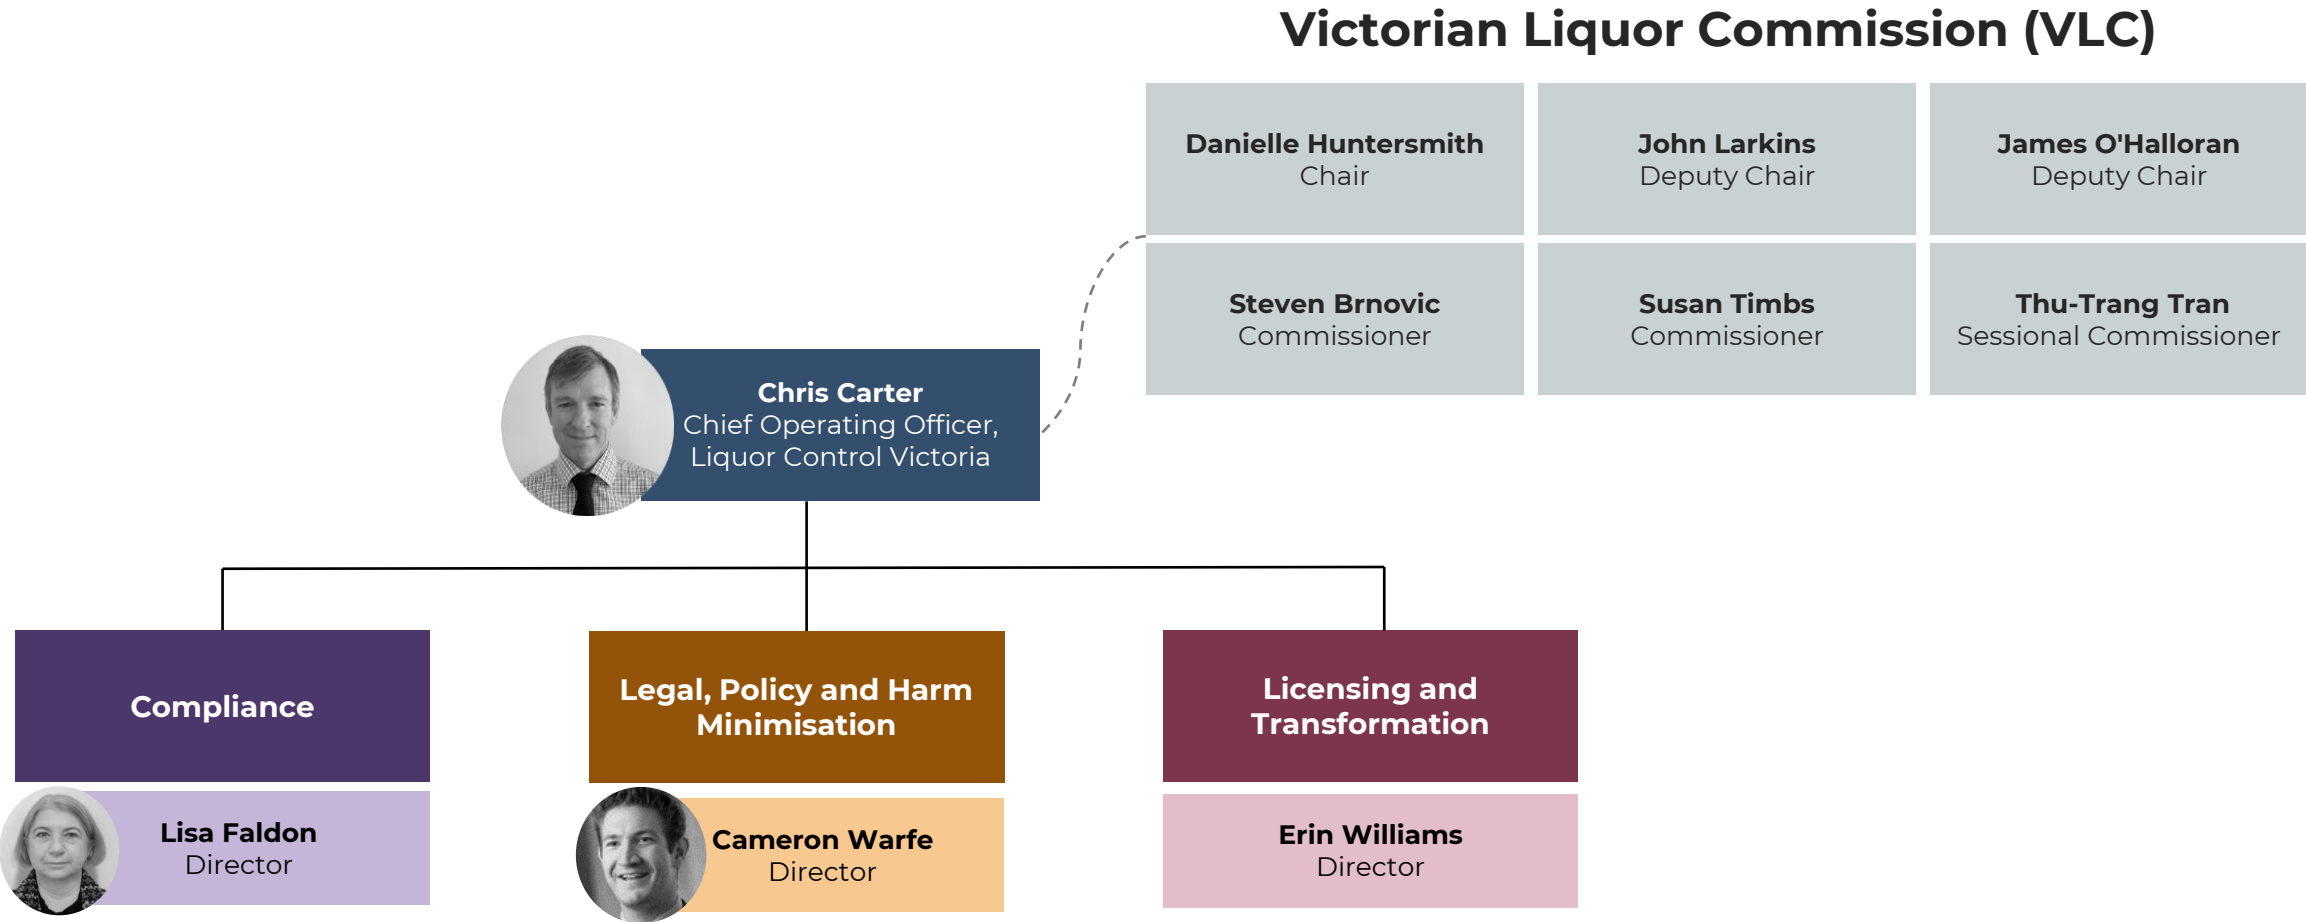 Victorian Liquor Commission (VLC)
Danielle Huntersmith
Chair
John Larkins
Deputy Chair
James O'Halloran
Deputy Chair
Steven Brnovic
Commissioner
Susan Timbs
Commissioner
Thu-Trang Tran
Sessional Commissioner
Chris Carter
Chief Operating Officer,
Liquor Control Victoria
Compliance
Lisa Faldon
Director
Legal, Policy and Harm
Minimisation
Cameron Warfe
Director
Licensing and
Transformation
Erin Williams
Director